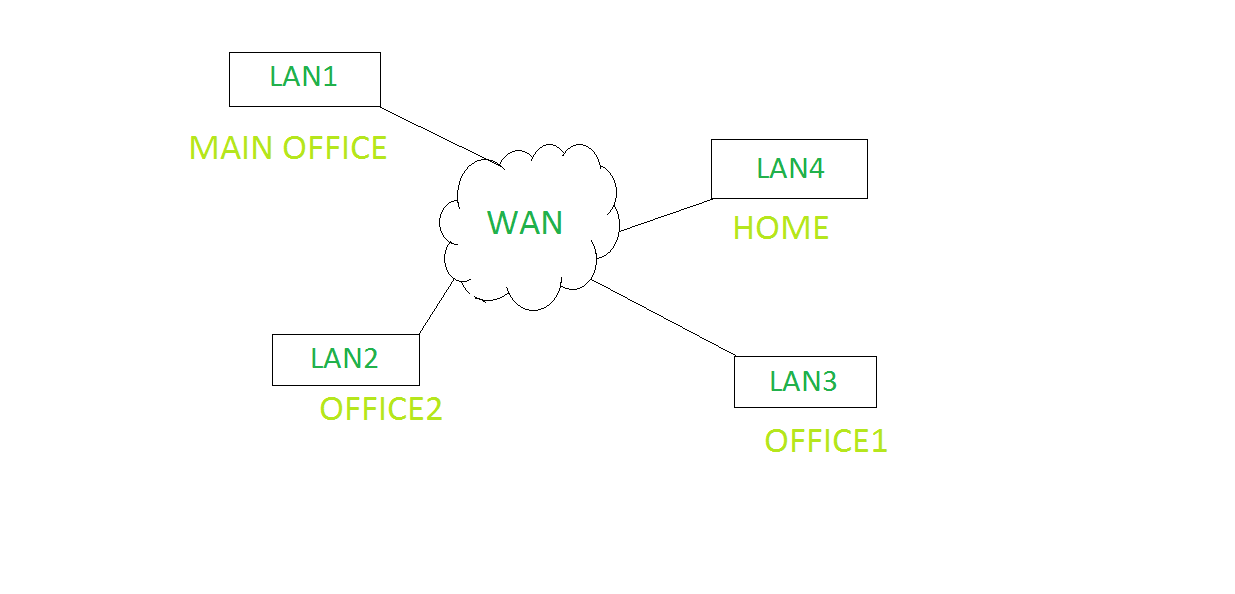 LAN1
MAIN OFFICE
LAN4
HOME
WAN
LAN2
OFFICE2
LAN3
OFFICE1